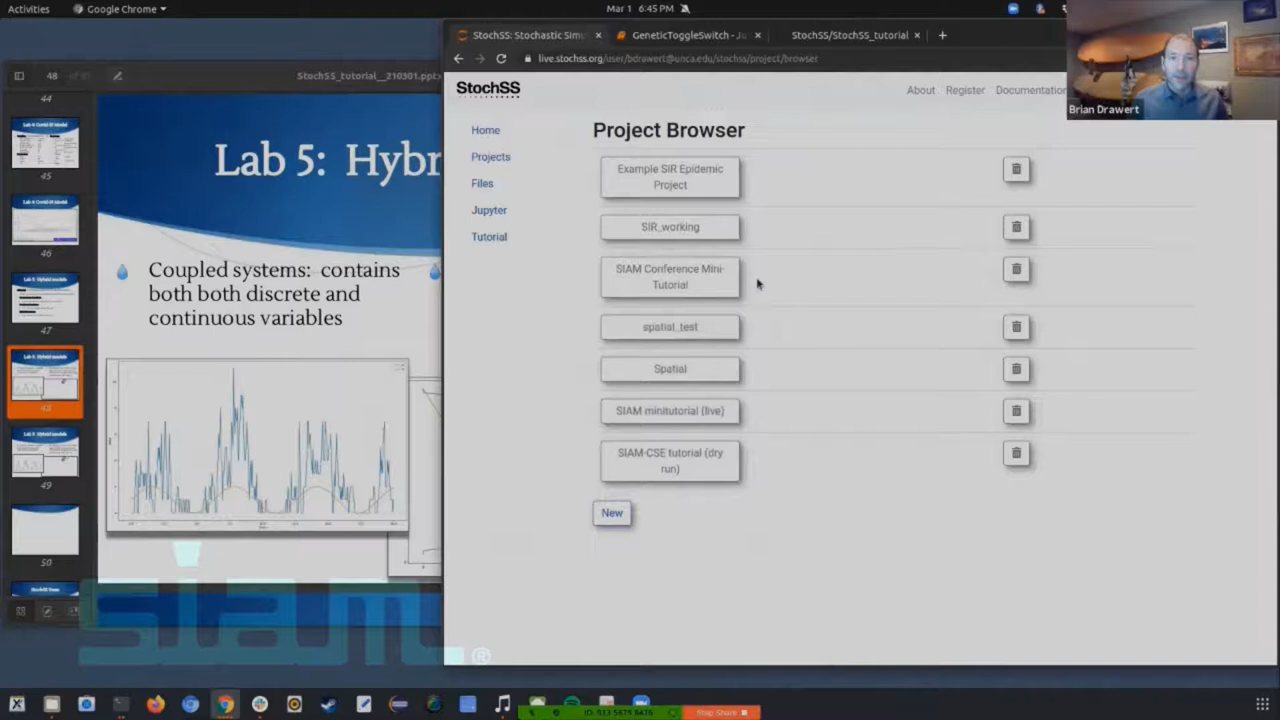 Activities
Google Chrome
Mar 1 6:45 PM
48
StochSS_tutorial__210301.pptx
StochSS: Stochastic Simu
GeneticToggleSwitch - Ju
StochSS/StochSS_tutorial
live.stochss.org/user/bdrawert@unca.edu/stochss/project/browser
Brian Drawert
StochSS
About
Register
Documentation
Home
Projects
Files
Jupyter
Tutorial
Project Browser
Example SIR Epidemic
Project
SIR_working
SIAM Conference Mini-
Tutorial
spatial_test
Spatial
SIAM minitutorial (live)
SIAM-CSE tutorial (dry
run)
New
44
45
46
47
48
49
50
Lab 5: Hybr
Coupled systems: contains
both both discrete and
continuous variables
siam
®
Stop Share